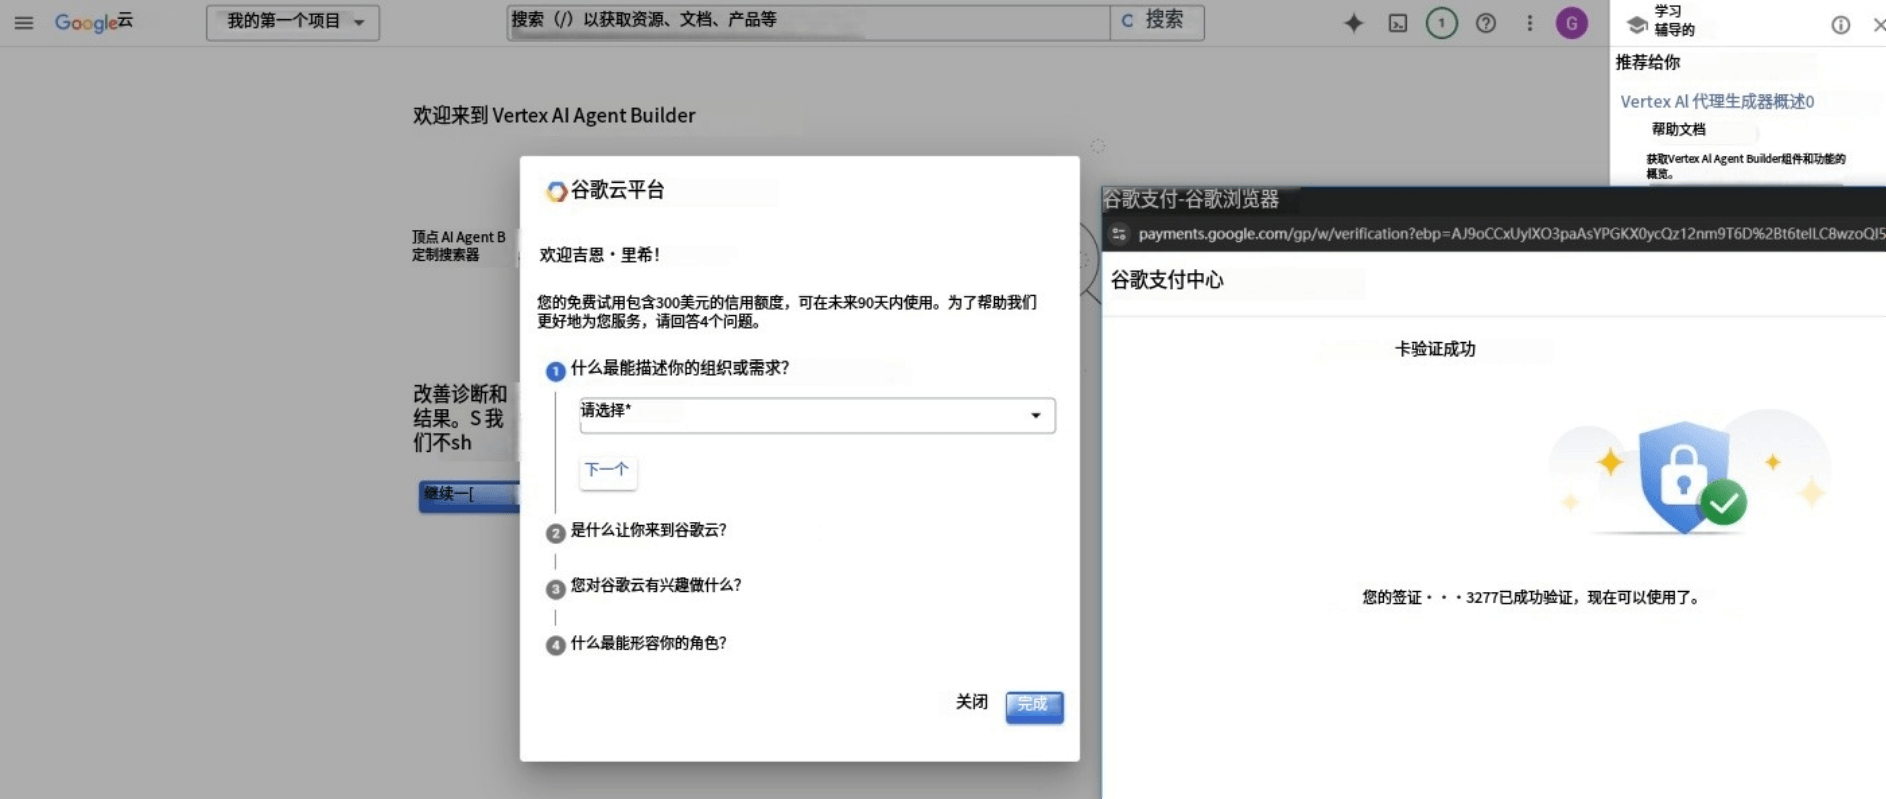 Google云
我的第一个项目
搜索（/）以获取资源、文档、产品等
搜索
1
G
学习
辅导的
推荐给你
Vertex Al 代理生成器概述0
帮助文档
获取Vertex Al Agent Builder组件和功能的
概览。
欢迎来到 Vertex AI Agent Builder
顶点 AI Agent B
定制搜索器
改善诊断和
结果。S 我
们不sh
继续一[
谷歌云平台
欢迎吉恩・里希！
您的免费试用包含300美元的信用额度，可在未来90天内使用。为了帮助我们
更好地为您服务，请回答4个问题。
1 什么最能描述你的组织或需求？
请选择*
下一个
2 是什么让你来到谷歌云？
3 您对谷歌云有兴趣做什么？
4 什么最能形容你的角色？
关闭
完成
谷歌支付-谷歌浏览器
payments.google.com/gp/w/verification?ebp=AJ9oCCxUylXO3paAsYPGKX0ycQz12nm9T6D%2Bt6telLC8wzoQl5
谷歌支付中心
卡验证成功
您的签证・・・3277已成功验证，现在可以使用了。